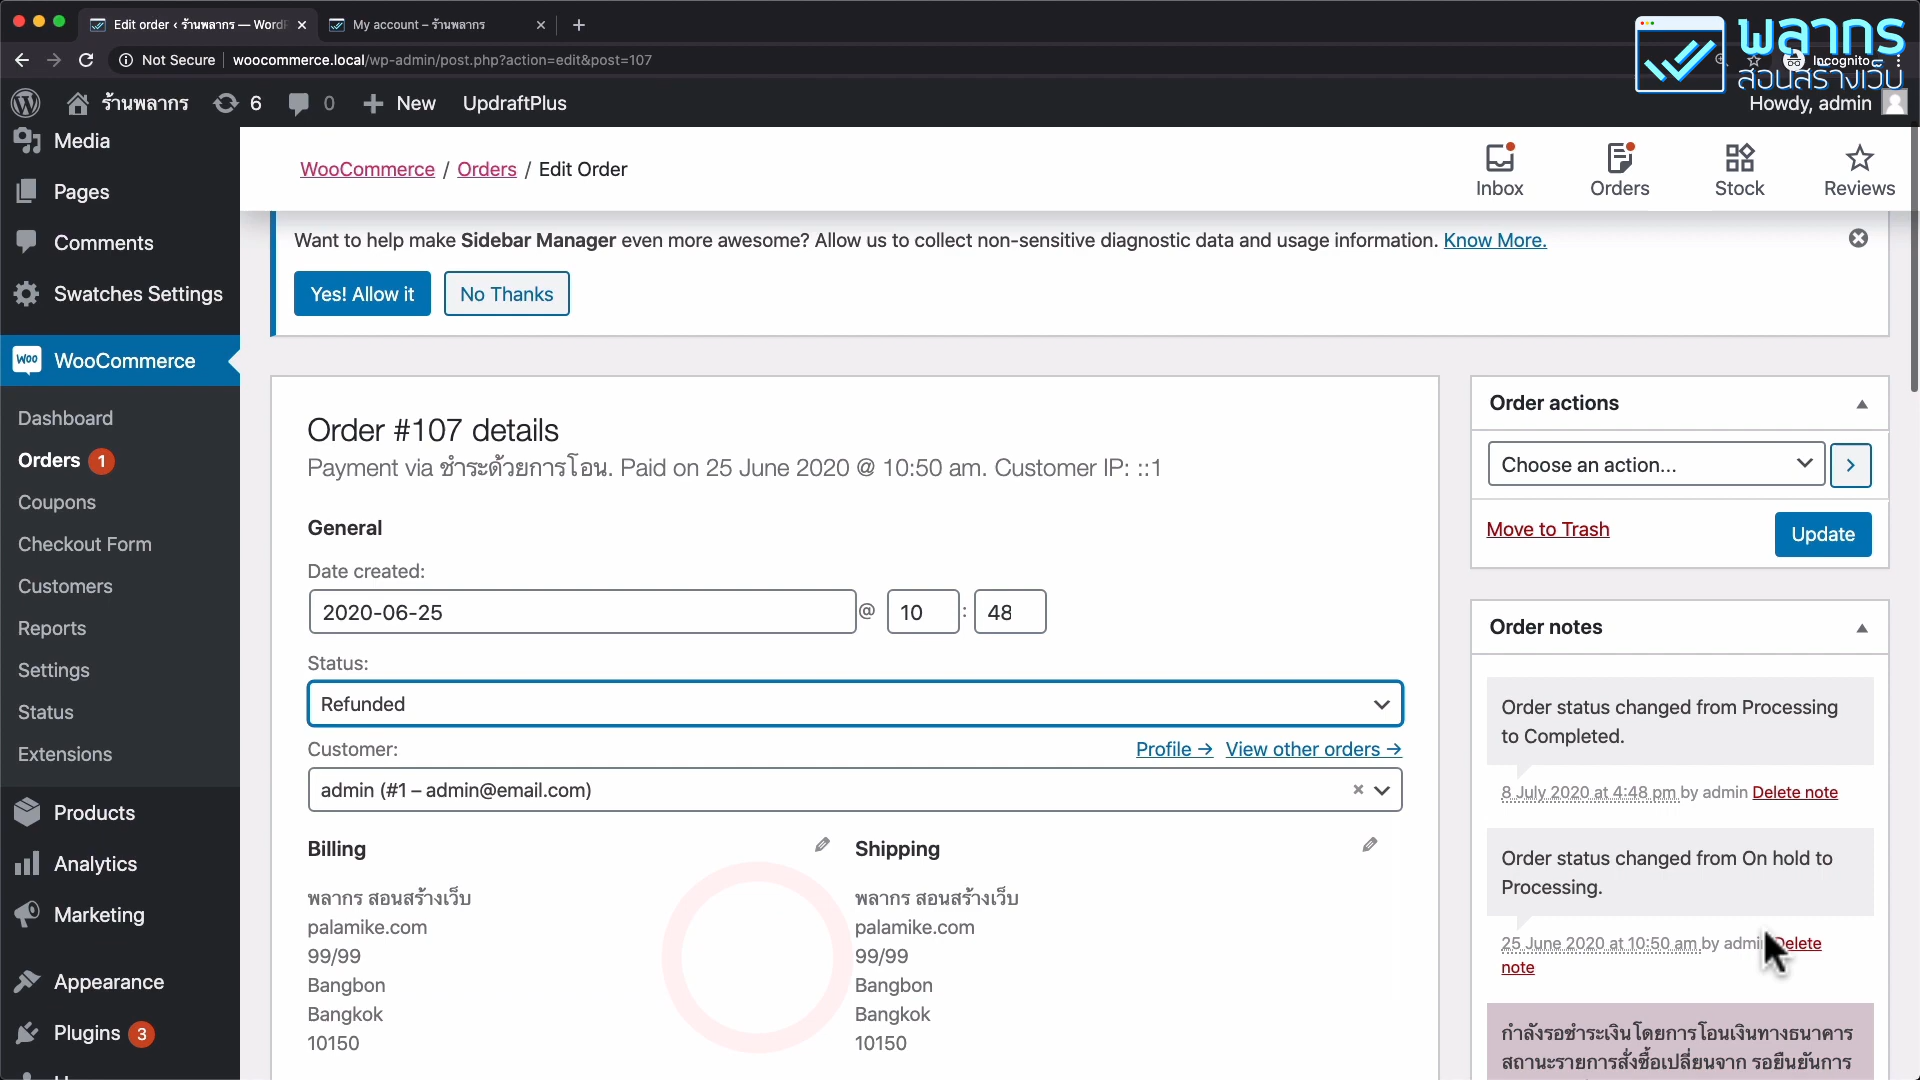 Edit order ‹ ร้านพลากร — WordP
My account – ร้านพลากร
Not Secure
woocommerce.local/wp-admin/post.php?action=edit&post=107
Incognito
พลากร
สอนสร้างเว็บ
ร้านพลากร
6
0
New
UpdraftPlus
Howdy, admin
Media
Pages
Comments
Swatches Settings
Woo
WooCommerce
Dashboard
Orders 1
Coupons
Checkout Form
Customers
Reports
Settings
Status
Extensions
Products
Analytics
Marketing
Appearance
Plugins 3
WooCommerce / Orders / Edit Order
Inbox
Orders
Stock
Reviews
Want to help make Sidebar Manager even more awesome? Allow us to collect non-sensitive diagnostic data and usage information. Know More.
Yes! Allow it
No Thanks
Order #107 details
Payment via ชำระด้วยการโอน. Paid on 25 June 2020 @ 10:50 am. Customer IP: ::1
General
Date created:
2020-06-25 @ 10 : 48
Status:
Refunded
Customer:
Profile →
View other orders →
admin (#1 – admin@email.com)
×
Billing
พลากร สอนสร้างเว็บ
palamike.com
99/99
Bangbon
Bangkok
10150
Shipping
พลากร สอนสร้างเว็บ
palamike.com
99/99
Bangbon
Bangkok
10150
Order actions
Choose an action...
Move to Trash
Update
Order notes
Order status changed from Processing
to Completed.
8 July 2020 at 4:48 pm by admin Delete note
Order status changed from On hold to
Processing.
25 June 2020 at 10:50 am by admin Delete
note
กำลังรอชำระเงินโดยการโอนเงินทางธนาคาร
สถานะรายการสั่งซื้อเปลี่ยนจาก รอยืนยันการ